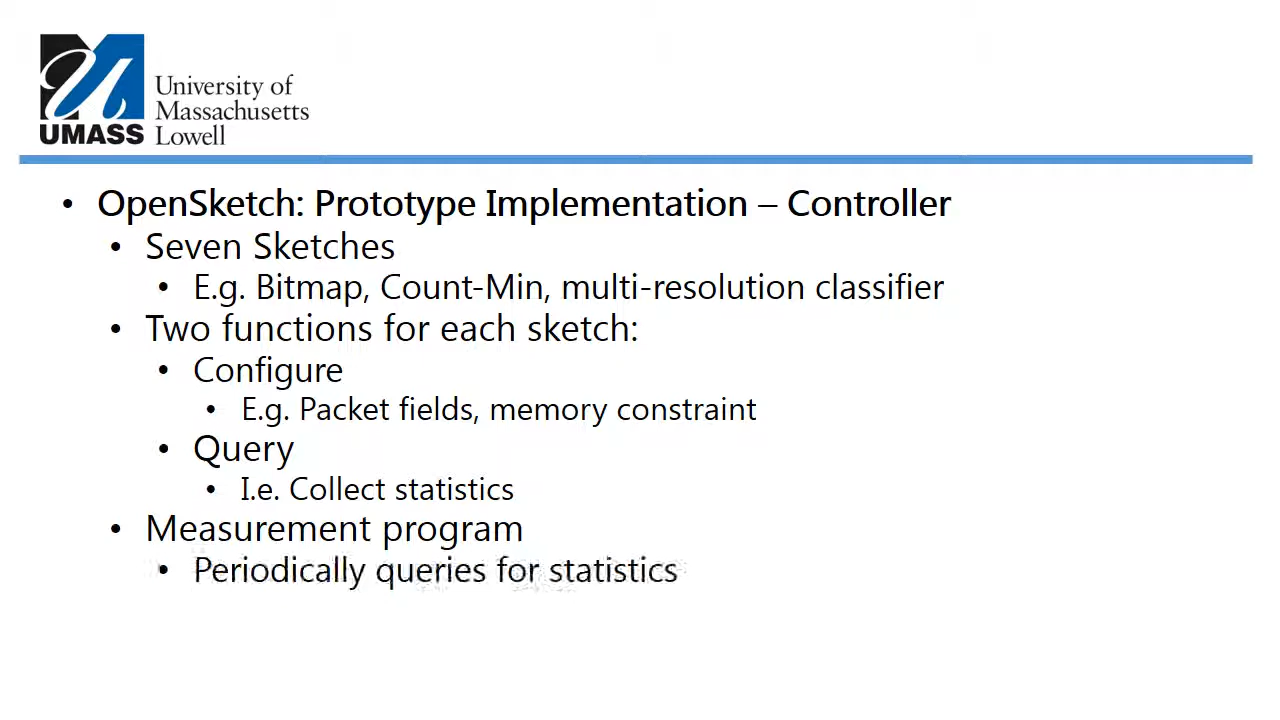 University of
Massachusetts
UMASS Lowell
• OpenSketch: Prototype Implementation – Controller
• Seven Sketches
• E.g. Bitmap, Count-Min, multi-resolution classifier
• Two functions for each sketch:
• Configure
• E.g. Packet fields, memory constraint
• Query
• I.e. Collect statistics
• Measurement program
• Periodically queries for statistics